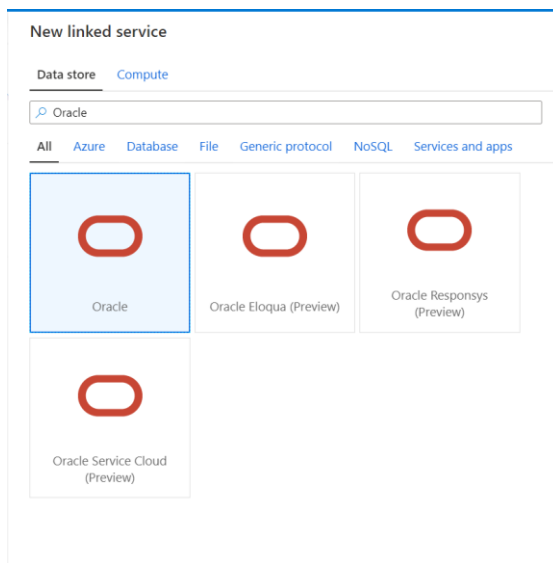 New linked service
Data store Compute
Oracle
All Azure Database File Generic protocol NoSQL Services and apps
Oracle
Oracle Eloqua (Preview)
Oracle Responsys
(Preview)
Oracle Service Cloud
(Preview)